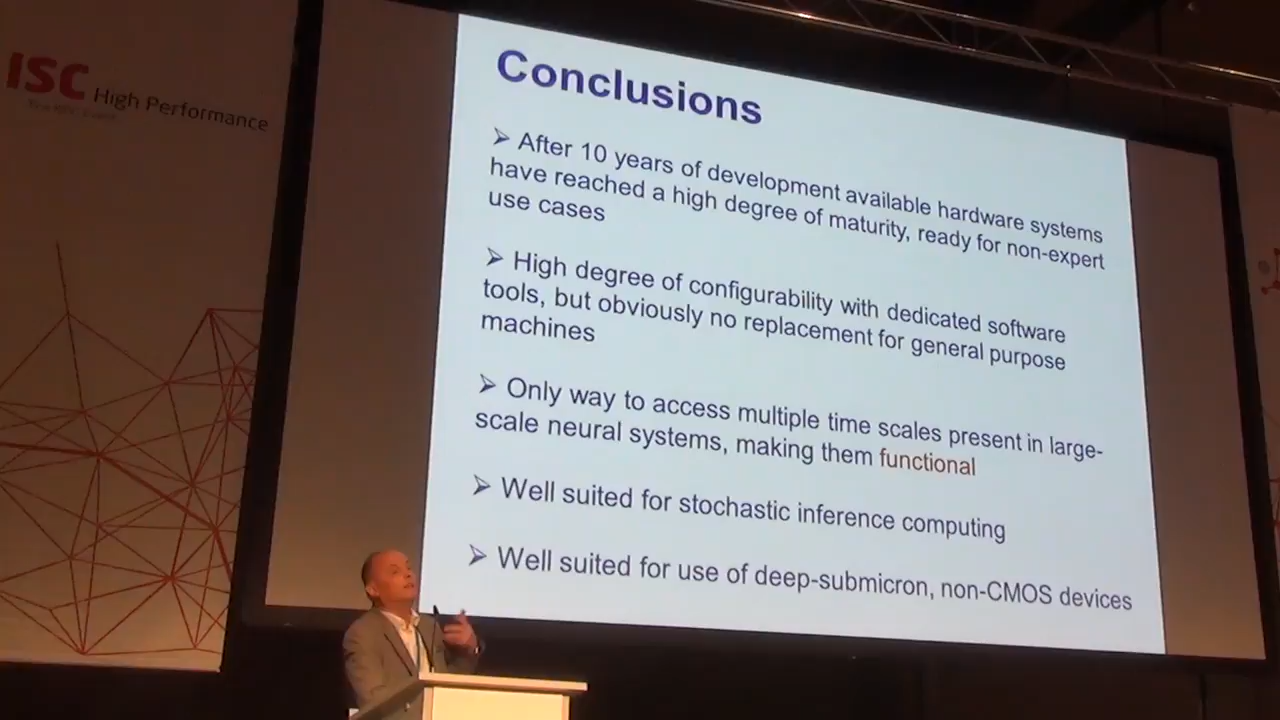 ISC
High Performance
Conclusions
➢ After 10 years of development available hardware systems
have reached a high degree of maturity, ready for non-expert
use cases
➢ High degree of configurability with dedicated software
tools, but obviously no replacement for general purpose
machines
➢ Only way to access multiple time scales present in large-
scale neural systems, making them functional
➢ Well suited for stochastic inference computing
➢ Well suited for use of deep-submicron, non-CMOS devices